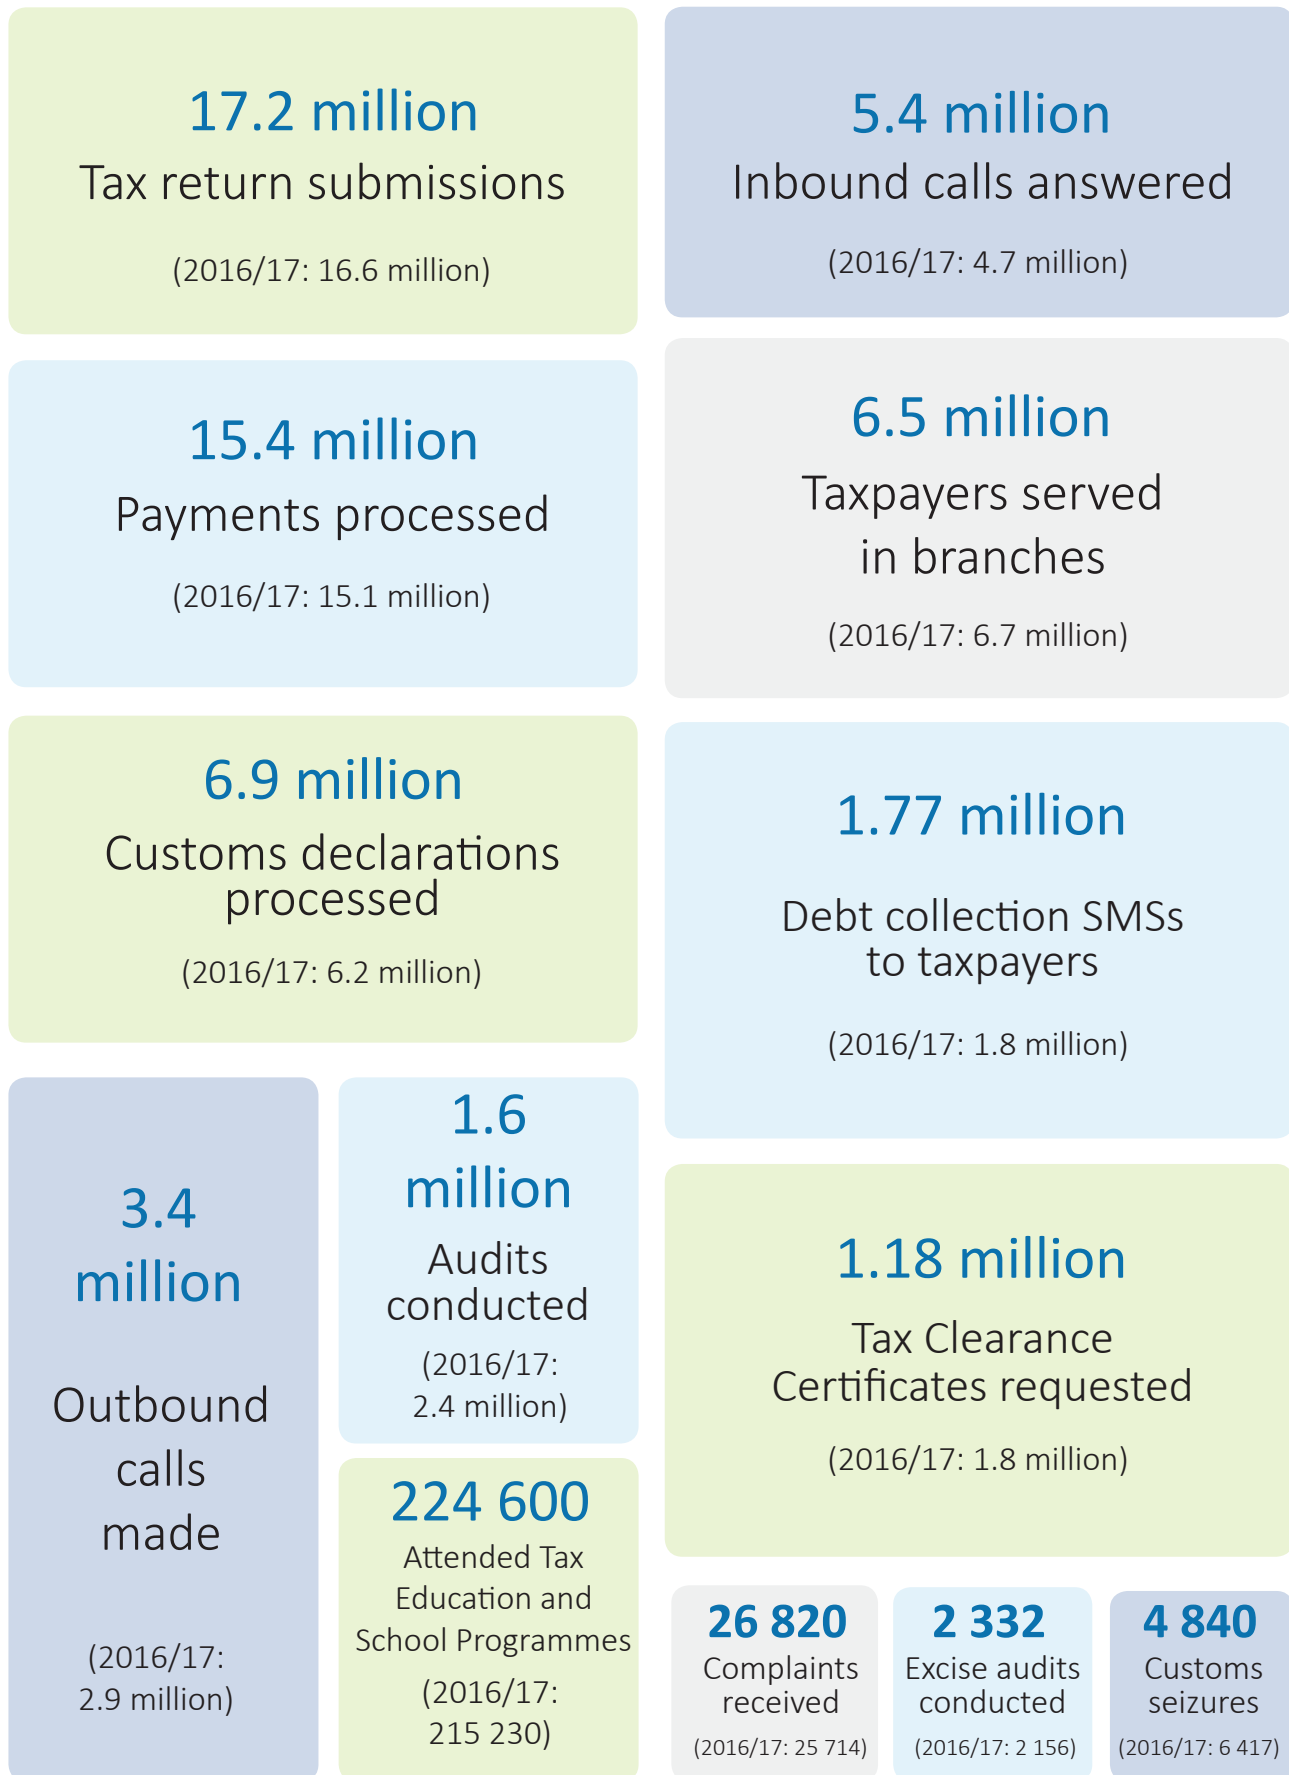 17.2 million
Tax return submissions
(2016/17: 16.6 million)
5.4 million
Inbound calls answered
(2016/17: 4.7 million)
15.4 million
Payments processed
(2016/17: 15.1 million)
6.5 million
Taxpayers served
in branches
(2016/17: 6.7 million)
6.9 million
Customs declarations
processed
(2016/17: 6.2 million)
1.77 million
Debt collection SMSs
to taxpayers
(2016/17: 1.8 million)
3.4
million
Outbound
calls
made
(2016/17:
2.9 million)
1.6
million
Audits
conducted
(2016/17:
2.4 million)
224 600
Attended Tax
Education and
School Programmes
(2016/17:
215 230)
1.18 million
Tax Clearance
Certificates requested
(2016/17: 1.8 million)
26 820
Complaints
received
(2016/17: 25 714)
2 332
Excise audits
conducted
(2016/17: 2 156)
4 840
Customs
seizures
(2016/17: 6 417)